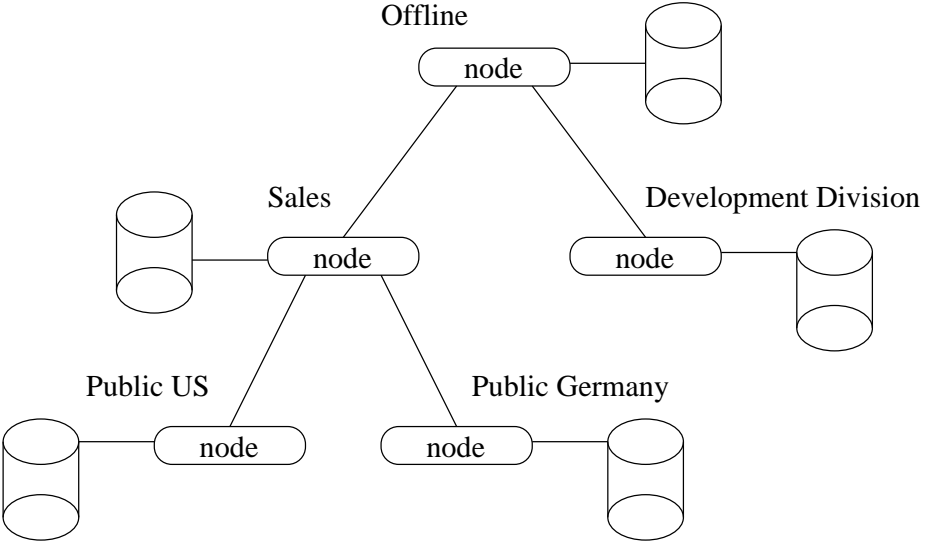 Offline
node
Sales
Development Division
node
node
Public US
Public Germany
node
node